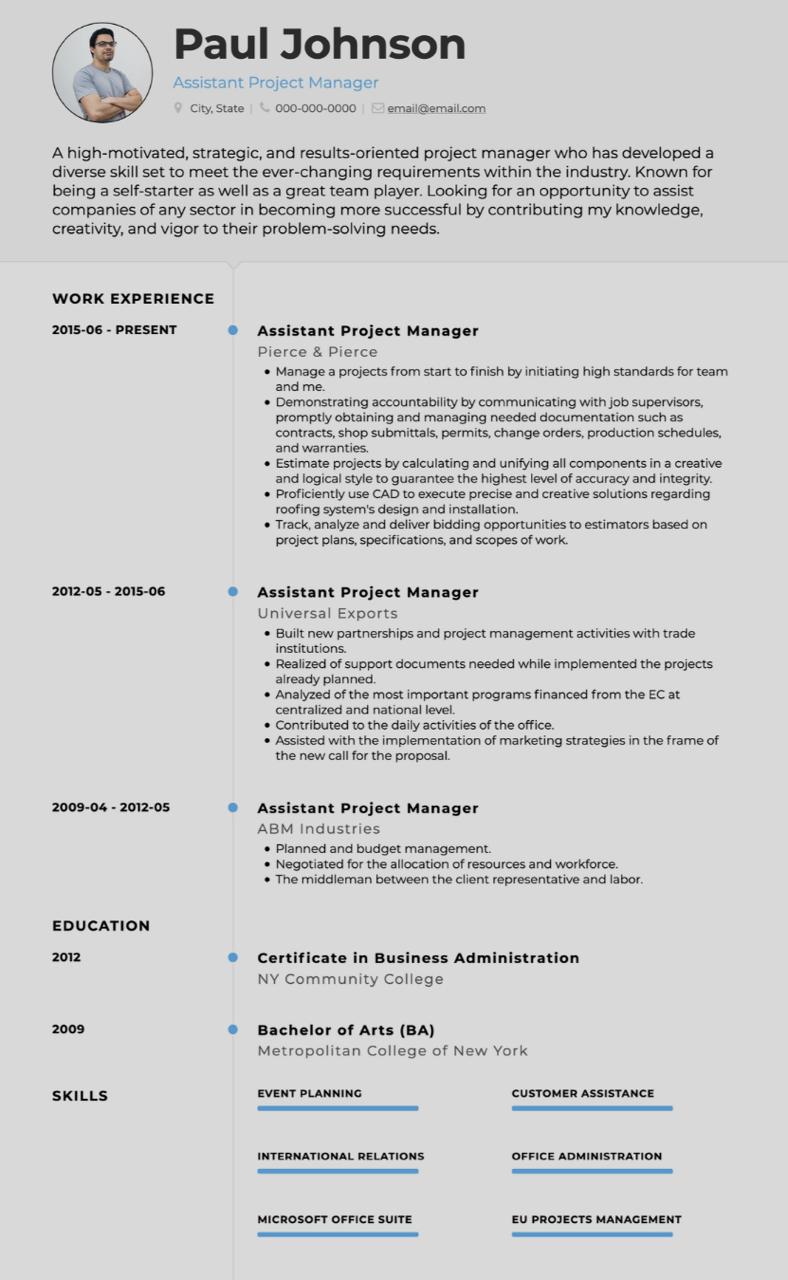 Paul Johnson
Assistant Project Manager
City, State | 000-000-0000 | email@email.com
A high-motivated, strategic, and results-oriented project manager who has developed a
diverse skill set to meet the ever-changing requirements within the industry. Known for
being a self-starter as well as a great team player. Looking for an opportunity to assist
companies of any sector in becoming more successful by contributing my knowledge,
creativity, and vigor to their problem-solving needs.
WORK EXPERIENCE
2015-06 - PRESENT
Assistant Project Manager
Pierce & Pierce
• Manage a projects from start to finish by initiating high standards for team
and me.
• Demonstrating accountability by communicating with job supervisors,
promptly obtaining and managing needed documentation such as
contracts, shop submittals, permits, change orders, production schedules,
and warranties.
• Estimate projects by calculating and unifying all components in a creative
and logical style to guarantee the highest level of accuracy and integrity.
• Proficiently use CAD to execute precise and creative solutions regarding
roofing system's design and installation.
• Track, analyze and deliver bidding opportunities to estimators based on
project plans, specifications, and scopes of work.
2012-05 - 2015-06
Assistant Project Manager
Universal Exports
• Built new partnerships and project management activities with trade
institutions.
• Realized of support documents needed while implemented the projects
already planned.
• Analyzed of the most important programs financed from the EC at
centralized and national level.
• Contributed to the daily activities of the office.
• Assisted with the implementation of marketing strategies in the frame of
the new call for the proposal.
2009-04 - 2012-05
Assistant Project Manager
ABM Industries
• Planned and budget management.
• Negotiated for the allocation of resources and workforce.
• The middleman between the client representative and labor.
EDUCATION
2012
Certificate in Business Administration
NY Community College
2009
Bachelor of Arts (BA)
Metropolitan College of New York
SKILLS
EVENT PLANNING
CUSTOMER ASSISTANCE
INTERNATIONAL RELATIONS
OFFICE ADMINISTRATION
MICROSOFT OFFICE SUITE
EU PROJECTS MANAGEMENT